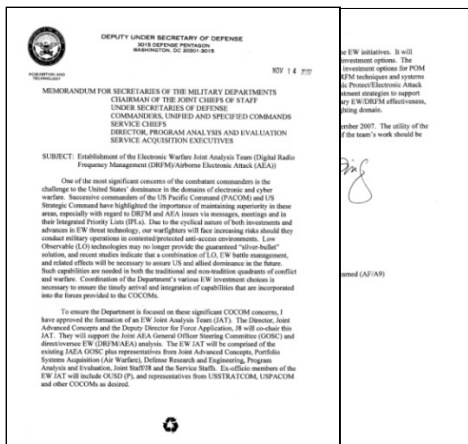 DEPUTY UNDER SECRETARY OF DEFENSE
3015 DEFENSE PENTAGON
WASHINGTON, DC 20301-3015
ACQUISITION AND
TECHNOLOGY
NOV 14
MEMORANDUM FOR SECRETARIES OF THE MILITARY DEPARTMENTS
CHAIRMAN OF THE JOINT CHIEFS OF STAFF
UNDER SECRETARIES OF DEFENSE
COMMANDERS, UNIFIED AND SPECIFIED COMMANDS
SERVICE CHIEFS
DIRECTOR, PROGRAM ANALYSIS AND EVALUATION
SERVICE ACQUISITION EXECUTIVES
SUBJECT: Establishment of the Electronic Warfare Joint Analysis Team (Digital Radio
Frequency Management (DRFM)/Airborne Electronic Attack (AEA))
One of the most significant concerns of the combatant commanders is the
challenge to the United States' dominance in the domains of electronic and cyber
warfare. Successive commanders of the US Pacific Command (PACOM) and US
Strategic Command have highlighted the importance of maintaining superiority in these
areas, especially with regard to DRFM and AEA issues via messages, meetings and in
their Integrated Priority Lists (IPLs). Due to the cyclical nature of both investments and
advances in EW threat technology, our warfighters will face increasing risks should they
conduct military operations in contested/protected anti-access environments. Low
Observable (LO) technologies may no longer provide the guaranteed "silver-bullet"
solution, and recent studies indicate that a combination of LO, EW battle management,
and related effects will be necessary to assure US and allied dominance in the future.
Such capabilities are needed in both the traditional and non-tradition quadrants of conflict
and warfare. Coordination of the Department's various EW investment choices is
necessary to ensure the timely arrival and integration of capabilities that are incorporated
into the forces provided to the COCOMs.
To ensure the Department is focused on these significant COCOM concerns, I
have approved the formation of an EW Joint Analysis Team (JAT). The Director, Joint
Advanced Concepts and the Deputy Director for Force Application, J8 will co-chair this
JAT. They will support the Joint AEA General Officer Steering Committee (GOSC) and
direct/oversee EW (DRFM/AEA) analysis. The EW JAT will be comprised of the
existing JAEA GOSC plus representatives from Joint Advanced Concepts, Portfolio
Systems Acquisition (Air Warfare), Defense Research and Engineering, Program
Analysis and Evaluation, Joint Staff/J8 and the Service Staffs. Ex-officio members of the
EW JAT will include OUSD (P), and representatives from USSTRATCOM, USPACOM
and other COCOMs as desired.
EW initiatives. It will
investment options. The
investment options for POM
RFM techniques and systems
Protect/Electronic Attack
strategies to support
EW/DRFM effectiveness,
domain.
2007. The utility of the
of the team's work should be
(AF/A9)